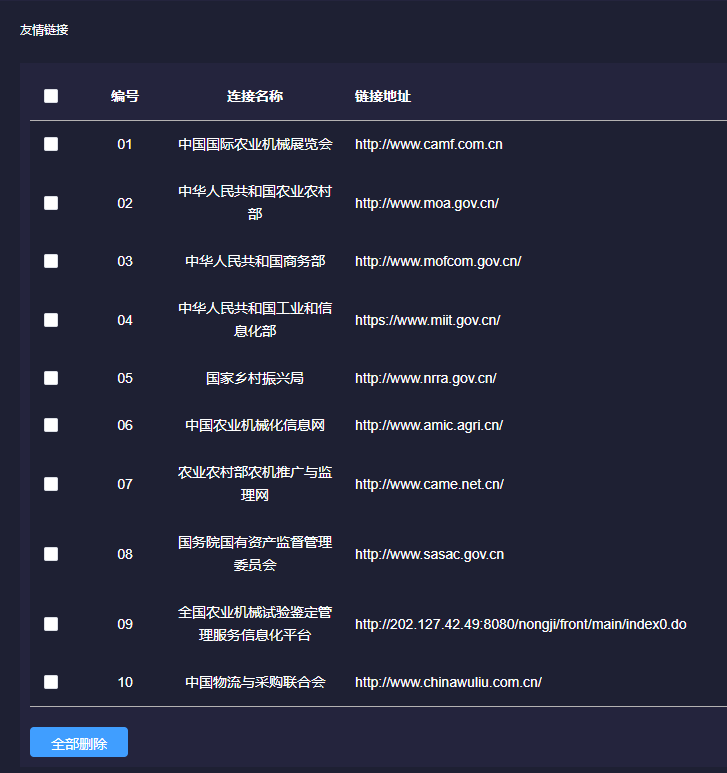 友情链接
编号 连接名称 链接地址
01 中国国际农业机械展览会 http://www.camf.com.cn
中华人民共和国农业农村
02 http://www.moa.gov.cn/
部
03 中华人民共和国商务部 http://www.mofcom.gov.cn/
中华人民共和国工业和信
04 https://www.miit.gov.cn/
息化部
05 国家乡村振兴局 http://www.nrra.gov.cn/
06 中国农业机械化信息网 http://www.amic.agri.cn/
农业农村部农机推广与监
07 http://www.came.net.cn/
理网
国务院国有资产监督管理
08 http://www.sasac.gov.cn
委员会
全国农业机械试验鉴定管
09 http://202.127.42.49:8080/nongji/front/main/index0.do
理服务信息化平台
10 中国物流与采购联合会 http://www.chinawuliu.com.cn/
全部删除